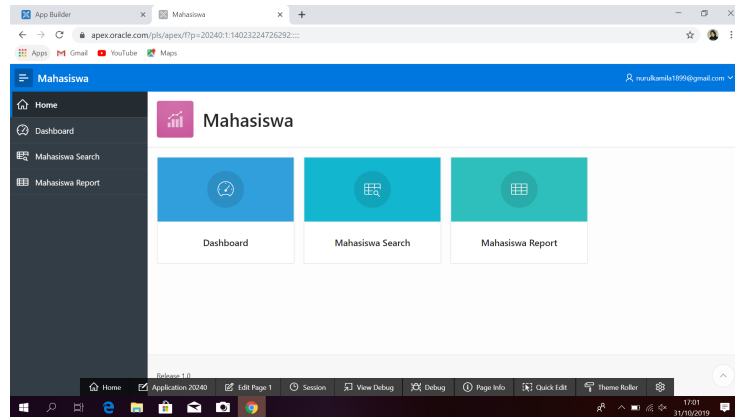 App Builder
Mahasiswa
apex.oracle.com/pls/apex/f?p=20240:1:14023224726292:::::
Apps Gmail YouTube Maps
Mahasiswa
nurulkamila1899@gmail.com
Home
Dashboard
Mahasiswa Search
Mahasiswa Report
Mahasiswa
Dashboard
Mahasiswa Search
Mahasiswa Report
Release 1.0
Home Application 20240 Edit Page 1 Session View Debug Debug Page Info Quick Edit Theme Roller
17:01
31/10/2019